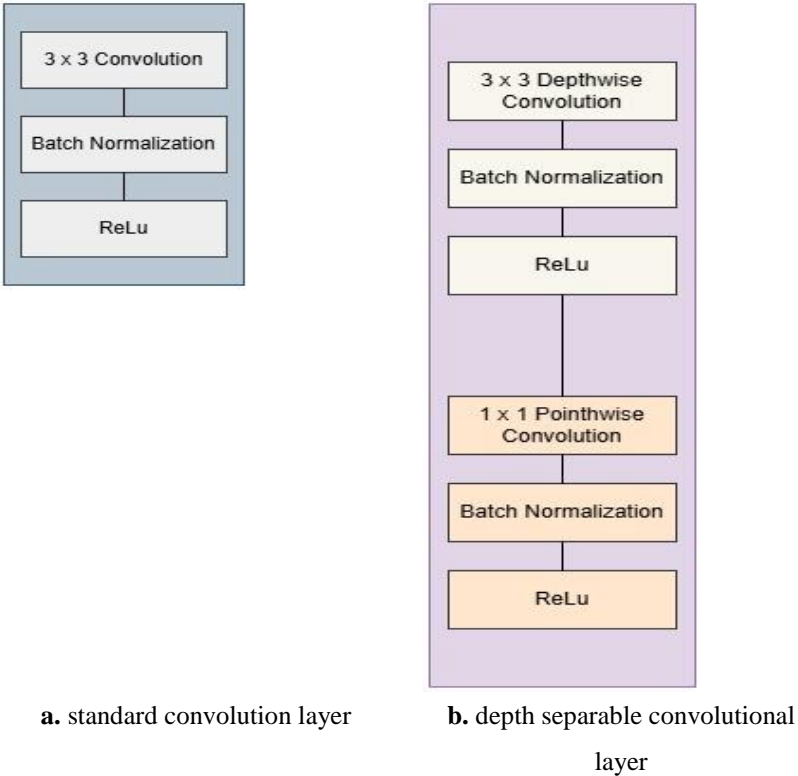 3 x 3 Convolution
Batch Normalization
ReLu
3 x 3 Depthwise
Convolution
Batch Normalization
ReLu
1 x 1 Pointhwise
Convolution
Batch Normalization
ReLu
a. standard convolution layer
b. depth separable convolutional
layer